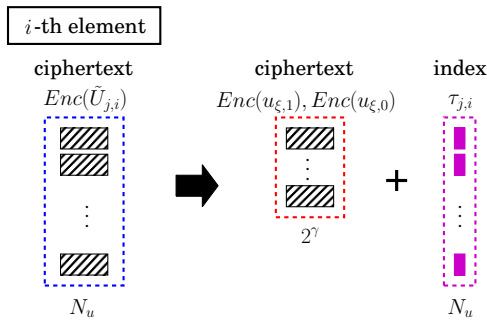 i-th element
ciphertext ciphertext index
Enc(Ũ_{j,i}) Enc(u_{ξ,1}), Enc(u_{ξ,0}) τ_{j,i}
⋮ ⋮ + ⋮
2^γ
N_u N_u